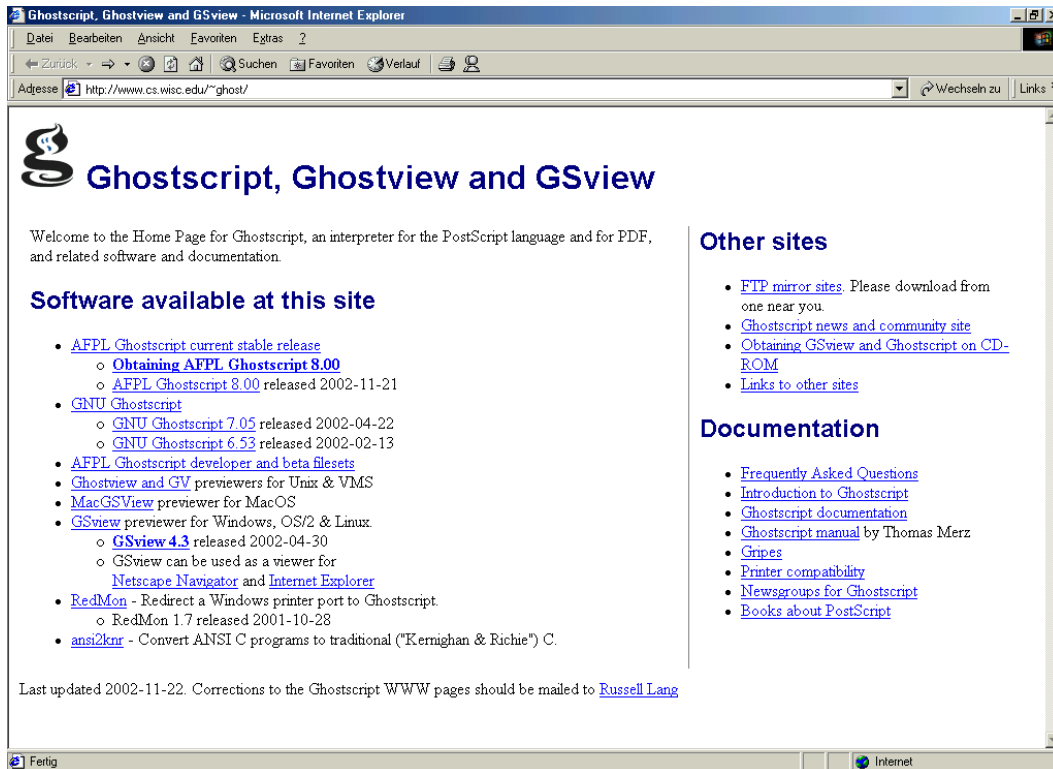 Ghostscript, Ghostview and GSview - Microsoft Internet Explorer
Datei Bearbeiten Ansicht Favoriten Extras ?
Zurück Suchen Favoriten Verlauf
Adresse http://www.cs.wisc.edu/~ghost/ Wechseln zu Links
Ghostscript, Ghostview and GSview
Welcome to the Home Page for Ghostscript, an interpreter for the PostScript language and for PDF,
and related software and documentation.
Software available at this site
AFPL Ghostscript current stable release
Obtaining AFPL Ghostscript 8.00
AFPL Ghostscript 8.00 released 2002-11-21
GNU Ghostscript
GNU Ghostscript 7.05 released 2002-04-22
GNU Ghostscript 6.53 released 2002-02-13
AFPL Ghostscript developer and beta filesets
Ghostview and GV previewers for Unix & VMS
MacGSView previewer for MacOS
GSview previewer for Windows, OS/2 & Linux.
GSview 4.3 released 2002-04-30
GSview can be used as a viewer for
Netscape Navigator and Internet Explorer
RedMon - Redirect a Windows printer port to Ghostscript.
RedMon 1.7 released 2001-10-28
ansi2knr - Convert ANSI C programs to traditional ("Kernighan & Richie") C.
Other sites
FTP mirror sites. Please download from
one near you.
Ghostscript news and community site
Obtaining GSview and Ghostscript on CD-
ROM
Links to other sites
Documentation
Frequently Asked Questions
Introduction to Ghostscript
Ghostscript documentation
Ghostscript manual by Thomas Merz
Gripes
Printer compatibility
Newsgroups for Ghostscript
Books about PostScript
Last updated 2002-11-22. Corrections to the Ghostscript WWW pages should be mailed to Russell Lang
Fertig Internet